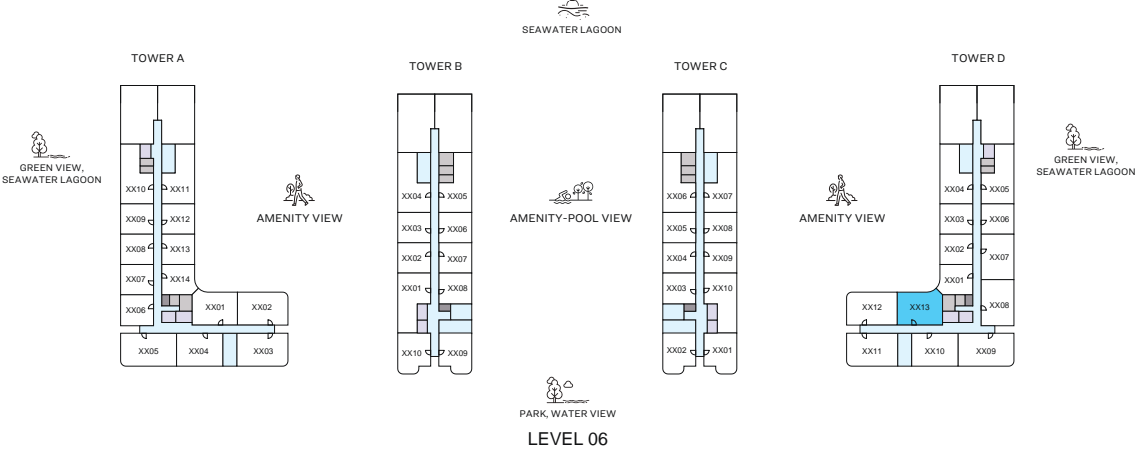 SEAWATER LAGOON
TOWER A
TOWER B
TOWER C
TOWER D
GREEN VIEW,
SEAWATER LAGOON
AMENITY VIEW
AMENITY-POOL VIEW
AMENITY VIEW
GREEN VIEW,
SEAWATER LAGOON
XX10 XX11
XX09 XX12
XX08 XX13
XX07 XX14
XX06 XX01 XX02
XX05 XX04 XX03
XX04 XX05
XX03 XX06
XX02 XX07
XX01 XX08
XX10 XX09
XX06 XX07
XX05 XX08
XX04 XX09
XX03 XX10
XX02 XX01
XX04 XX05
XX03 XX06
XX02 XX07
XX01
XX12 XX13 XX08
XX11 XX10 XX09
PARK, WATER VIEW
LEVEL 06